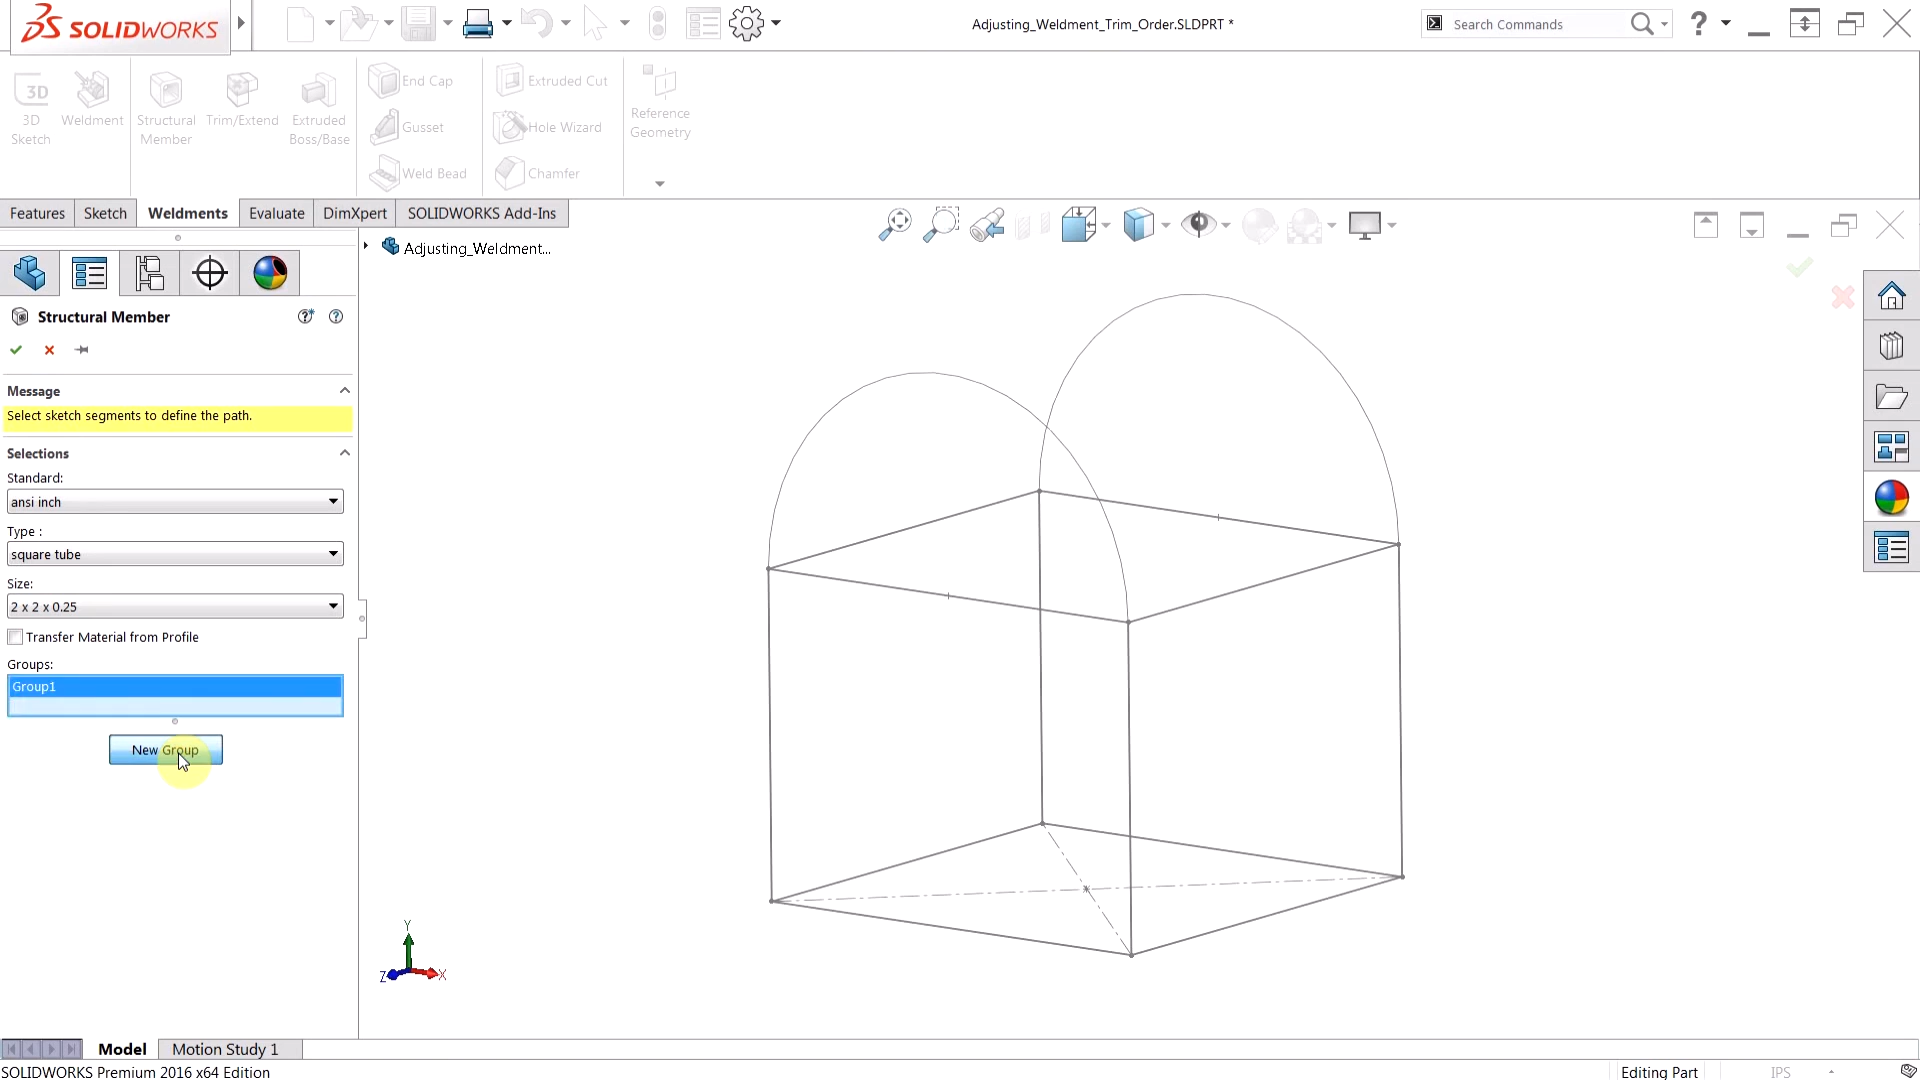 SOLIDWORKS
Adjusting_Weldment_Trim_Order.SLDPRT *
Search Commands
?
3D
3D
Sketch
Weldment
Structural
Member
Trim/Extend
Extruded
Boss/Base
End Cap
Gusset
Weld Bead
Extruded Cut
Hole Wizard
Chamfer
Reference
Geometry
Features
Sketch
Weldments
Evaluate
DimXpert
SOLIDWORKS Add-Ins
Adjusting_Weldment...
Structural Member
Message
Select sketch segments to define the path.
Selections
Standard:
ansi inch
Type :
square tube
Size:
2 x 2 x 0.25
Transfer Material from Profile
Groups:
Group1
New Group
Y
Z
X
Model
Motion Study 1
SOLIDWORKS Premium 2016 x64 Edition
Editing Part
IPS